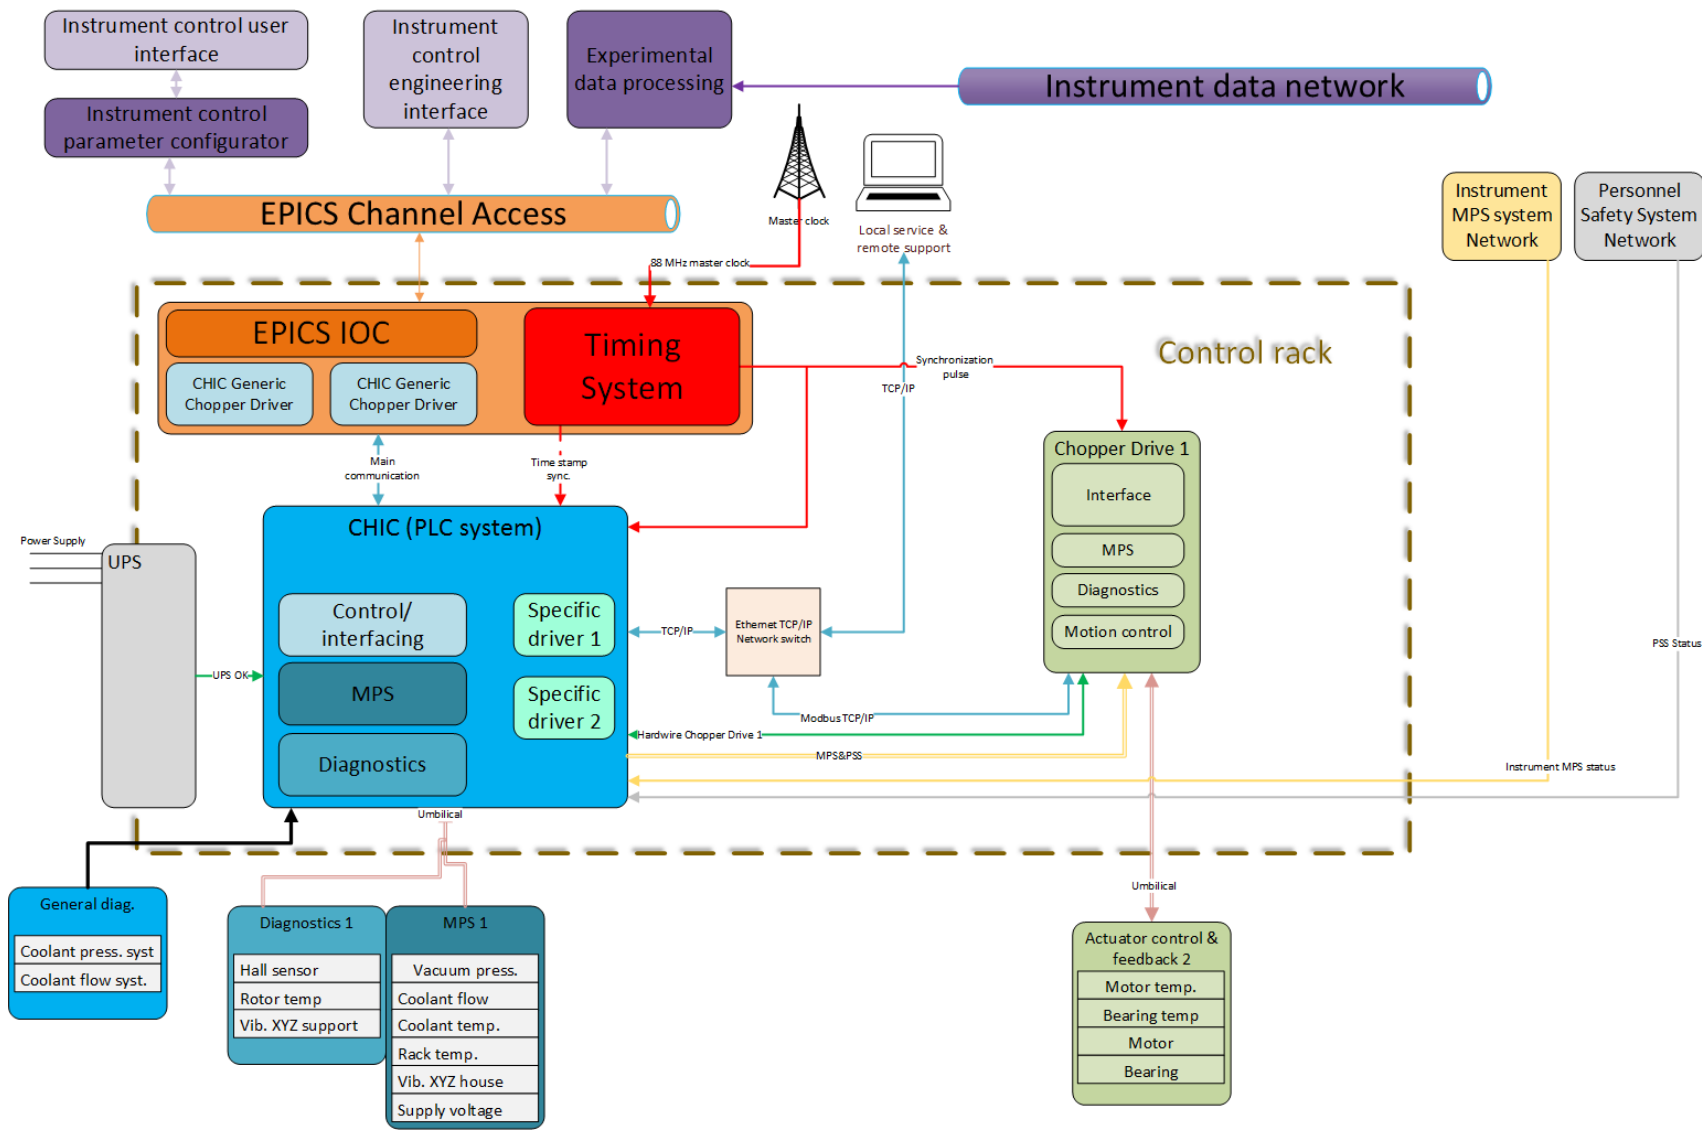 Instrument control user
interface
Instrument
control
engineering
interface
Experimental
data processing
Instrument data network
Instrument control
parameter configurator
EPICS Channel Access
Master clock
Local service &
remote support
Instrument
MPS system
Network
Personnel
Safety System
Network
88 MHz master clock
EPICS IOC
Timing
System
CHIC Generic
Chopper Driver
CHIC Generic
Chopper Driver
Control rack
Synchronization
pulse
TCP/IP
Main
communication
Time stamp
sync.
Chopper Drive 1
Interface
MPS
Diagnostics
Motion control
Power Supply
UPS
CHIC (PLC system)
Control/
interfacing
Specific
driver 1
TCP/IP
Ethernet TCP/IP
Network switch
PSS Status
UPS OK
MPS
Specific
driver 2
Modbus TCP/IP
Hardwire Chopper Drive 1
MPS&PSS
Diagnostics
Instrument MPS status
Umbilical
Umbilical
General diag.
Coolant press. syst
Coolant flow syst.
Diagnostics 1
Hall sensor
Rotor temp
Vib. XYZ support
MPS 1
Vacuum press.
Coolant flow
Coolant temp.
Rack temp.
Vib. XYZ house
Supply voltage
Actuator control &
feedback 2
Motor temp.
Bearing temp
Motor
Bearing